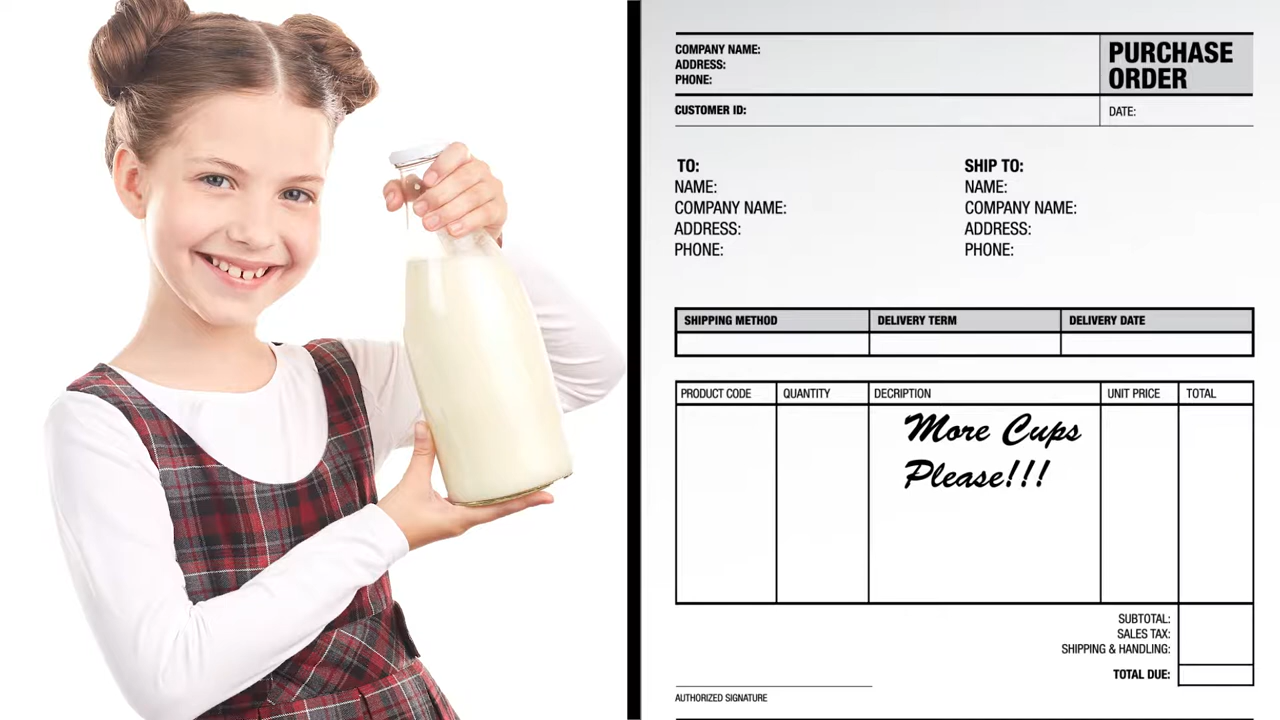 COMPANY NAME:
ADDRESS:
PHONE:
PURCHASE
ORDER
CUSTOMER ID:
DATE:
TO:
NAME:
COMPANY NAME:
ADDRESS:
PHONE:
SHIP TO:
NAME:
COMPANY NAME:
ADDRESS:
PHONE:
SHIPPING METHOD
DELIVERY TERM
DELIVERY DATE
PRODUCT CODE
QUANTITY
DECRIPTION
UNIT PRICE
TOTAL
More Cups
Please!!!
SUBTOTAL:
SALES TAX:
SHIPPING & HANDLING:
TOTAL DUE:
AUTHORIZED SIGNATURE